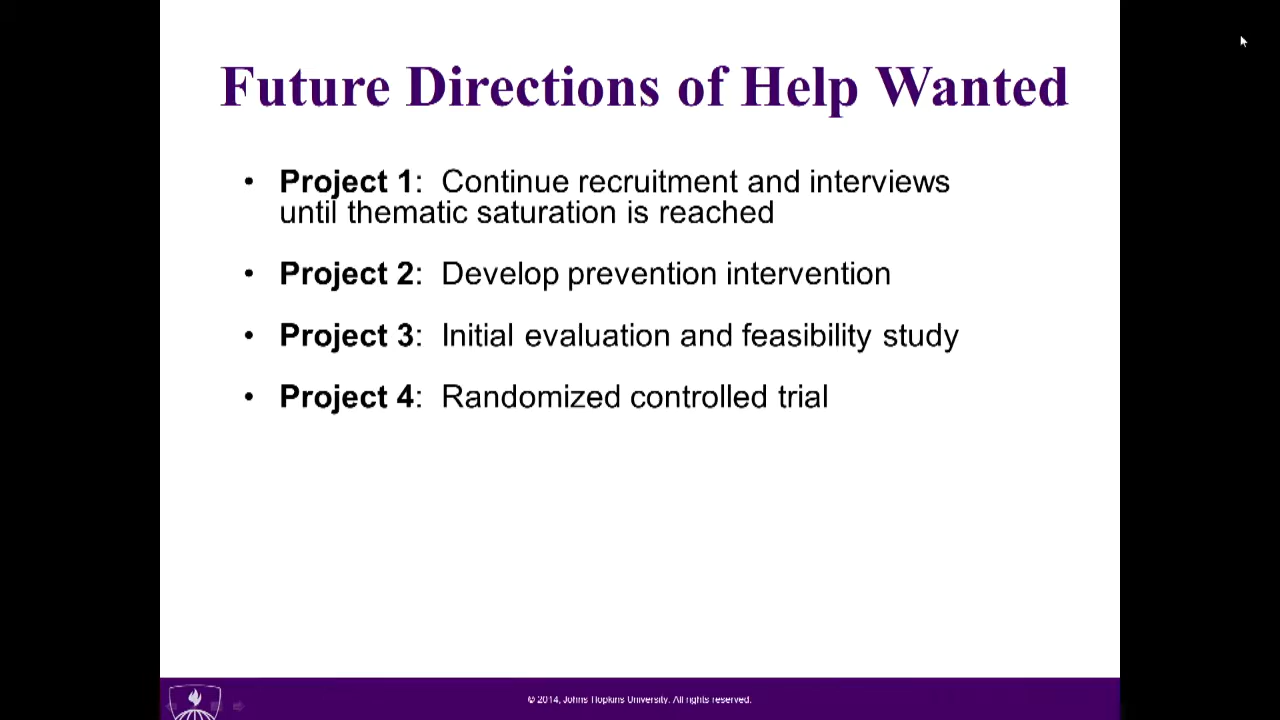 Future Directions of Help Wanted
• Project 1: Continue recruitment and interviews
until thematic saturation is reached
• Project 2: Develop prevention intervention
• Project 3: Initial evaluation and feasibility study
• Project 4: Randomized controlled trial
© 2014, Johns Hopkins University. All rights reserved.